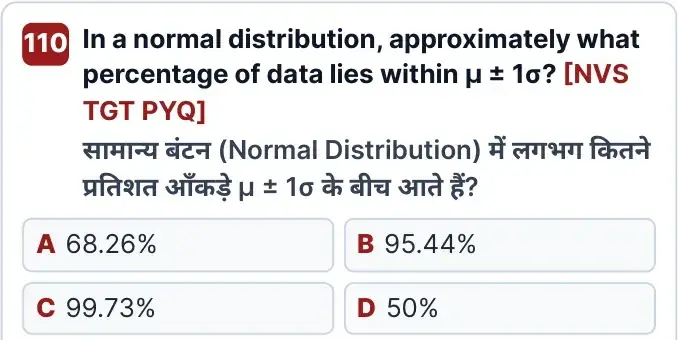 110 In a normal distribution, approximately what
percentage of data lies within μ ± 1σ? [NVS
TGT PYQ]
सामान्य बंटन (Normal Distribution) में लगभग कितने
प्रतिशत आँकड़े μ ± 1σ के बीच आते हैं?
A 68.26% B 95.44%
C 99.73% D 50%